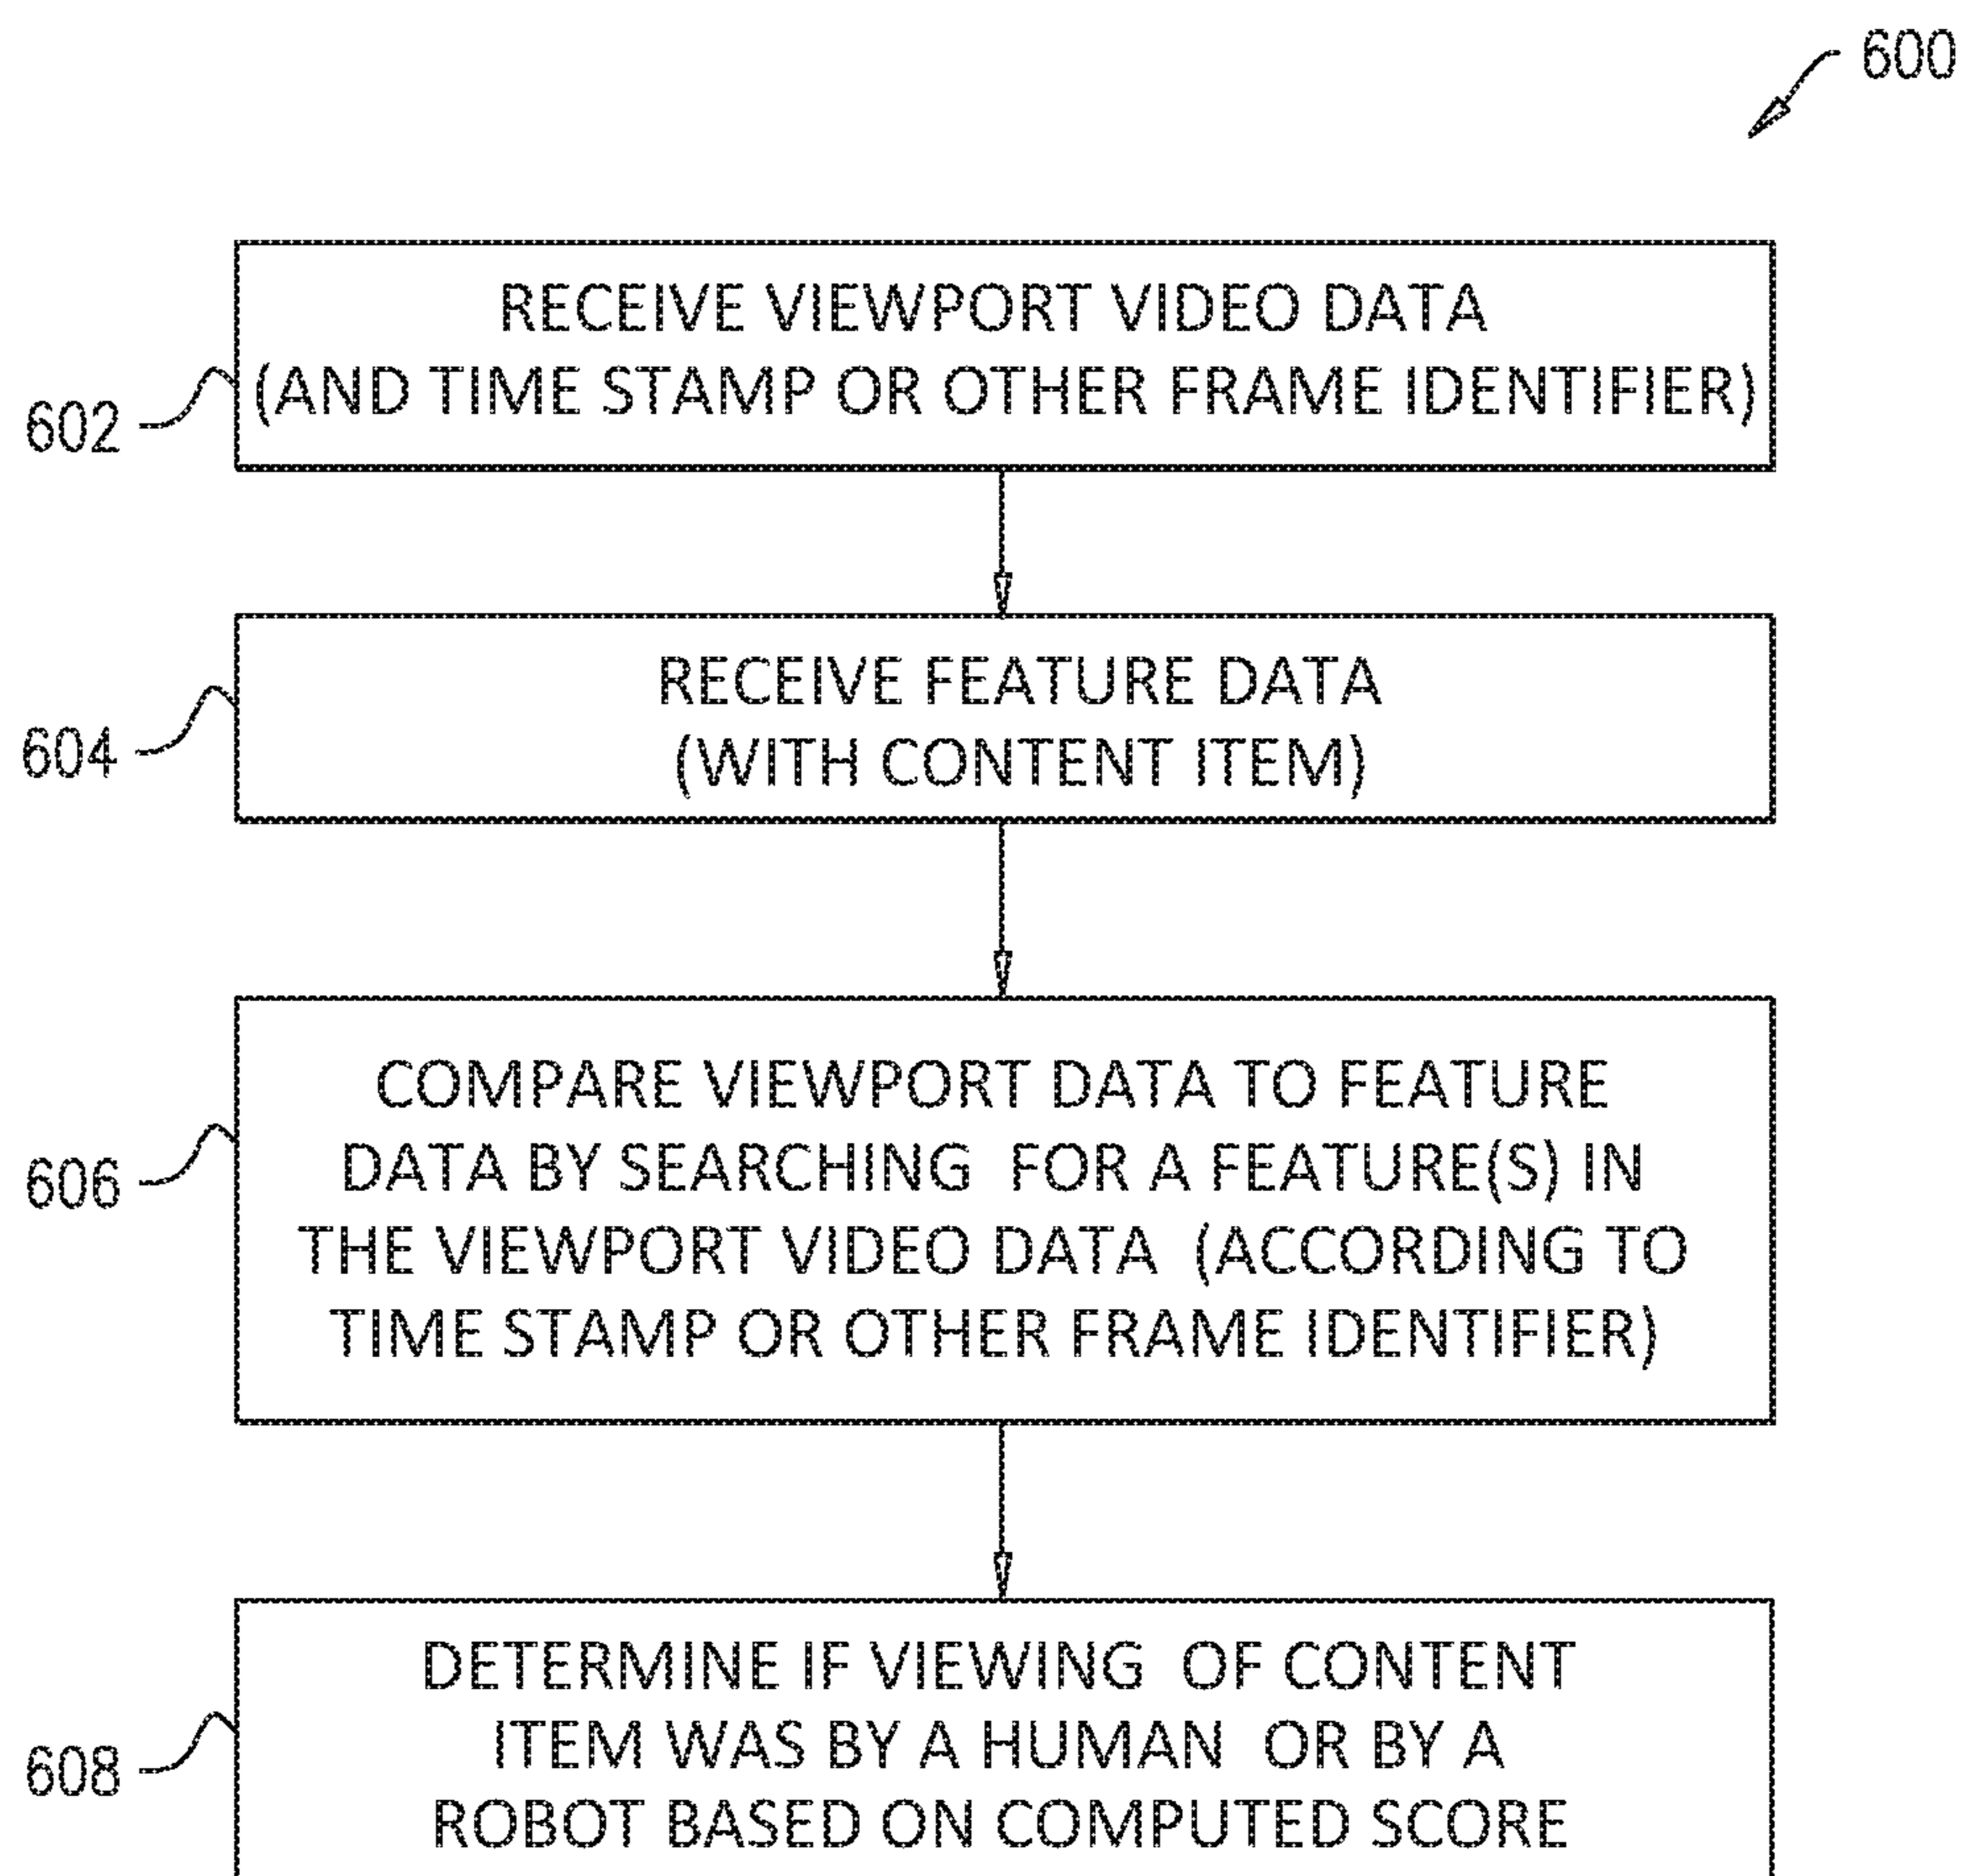 600
RECEIVE VIEWPORT VIDEO DATA
(AND TIME STAMP OR OTHER FRAME IDENTIFIER)
602
RECEIVE FEATURE DATA
(WITH CONTENT ITEM)
604
COMPARE VIEWPORT DATA TO FEATURE
DATA BY SEARCHING FOR A FEATURE(S) IN
THE VIEWPORT VIDEO DATA (ACCORDING TO
TIME STAMP OR OTHER FRAME IDENTIFIER)
606
DETERMINE IF VIEWING OF CONTENT
ITEM WAS BY A HUMAN OR BY A
ROBOT BASED ON COMPUTED SCORE
608